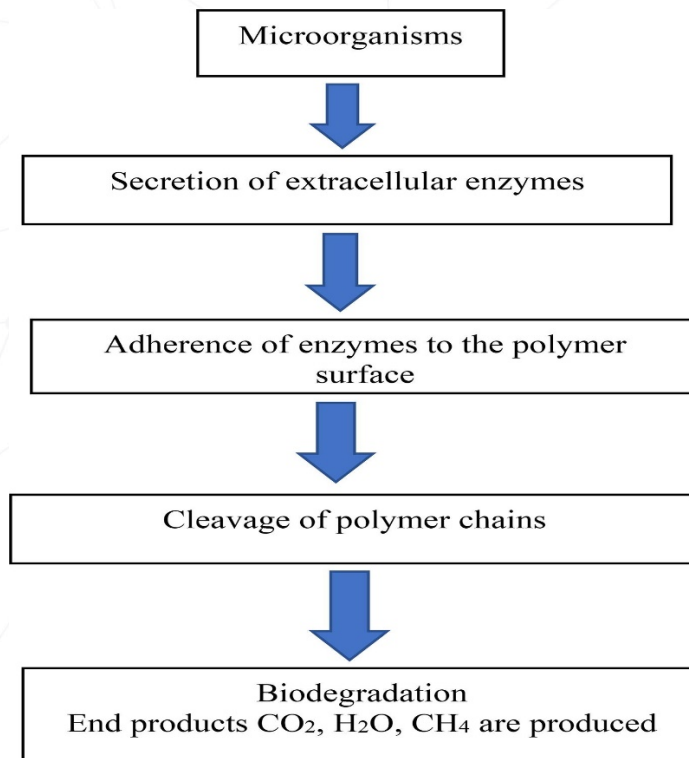 Microorganisms
Secretion of extracellular enzymes
Adherence of enzymes to the polymer
surface
Cleavage of polymer chains
Biodegradation
End products CO₂, H₂O, CH₄ are produced